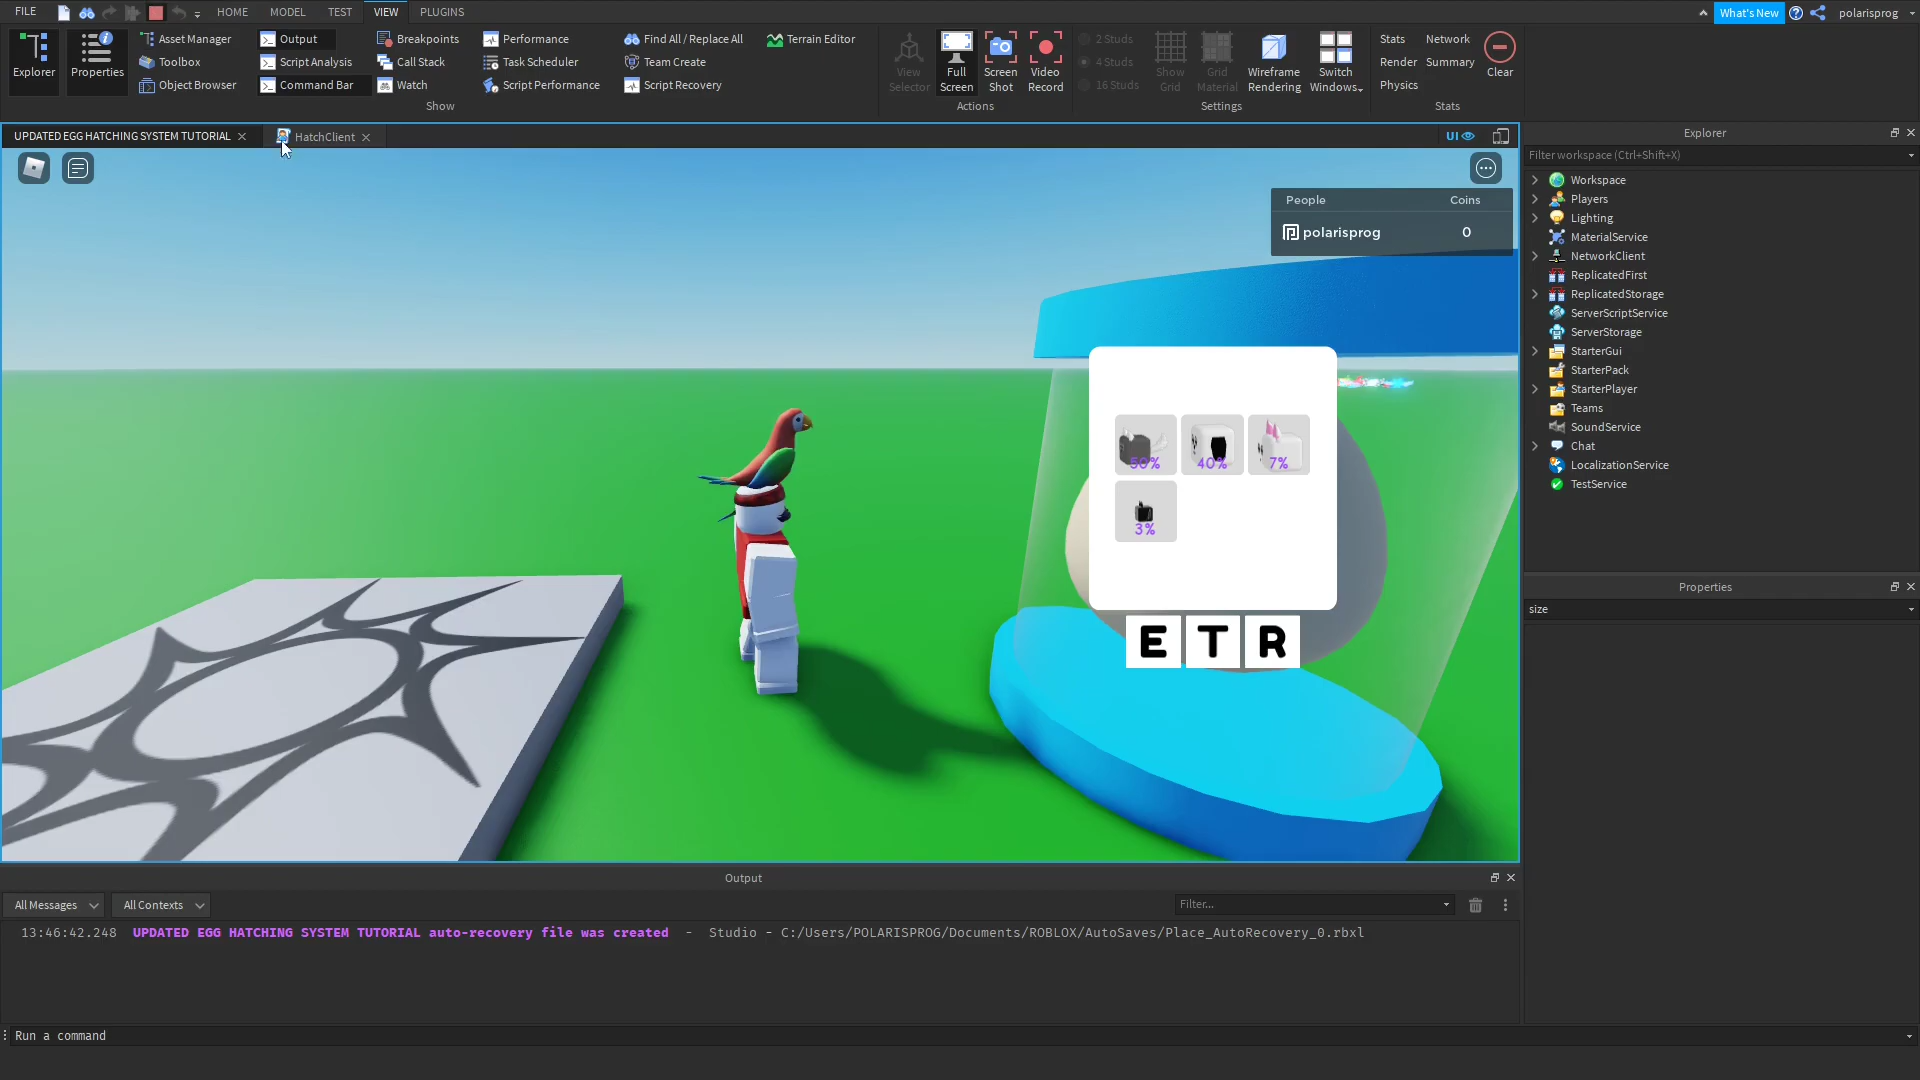 FILE HOME MODEL TEST VIEW PLUGINS What's New polarisprog
Explorer Properties
Asset Manager
Toolbox
Object Browser
Output
Script Analysis
Command Bar
Breakpoints
Call Stack
Watch
Performance
Task Scheduler
Script Performance
Find All / Replace All
Team Create
Script Recovery
Terrain Editor
Show
View Selector
Full Screen
Screen Shot
Video Record
Actions
2 Studs
4 Studs
16 Studs
Show Grid
Grid Material
Wireframe Rendering
Switch Windows
Settings
Stats Network
Render Summary
Physics
Clear
Stats
UPDATED EGG HATCHING SYSTEM TUTORIAL HatchClient UI
People Coins
polarisprog 0
50% 40% 7%
3%
E T R
Explorer
Filter workspace (Ctrl+Shift+X)
Workspace
Players
Lighting
MaterialService
NetworkClient
ReplicatedFirst
ReplicatedStorage
ServerScriptService
ServerStorage
StarterGui
StarterPack
StarterPlayer
Teams
SoundService
Chat
LocalizationService
TestService
Properties
size
Output
All Messages All Contexts Filter...
13:46:42.248 UPDATED EGG HATCHING SYSTEM TUTORIAL auto-recovery file was created - Studio - C:/Users/POLARISPROG/Documents/ROBLOX/AutoSaves/Place_AutoRecovery_0.rbxl
Run a command